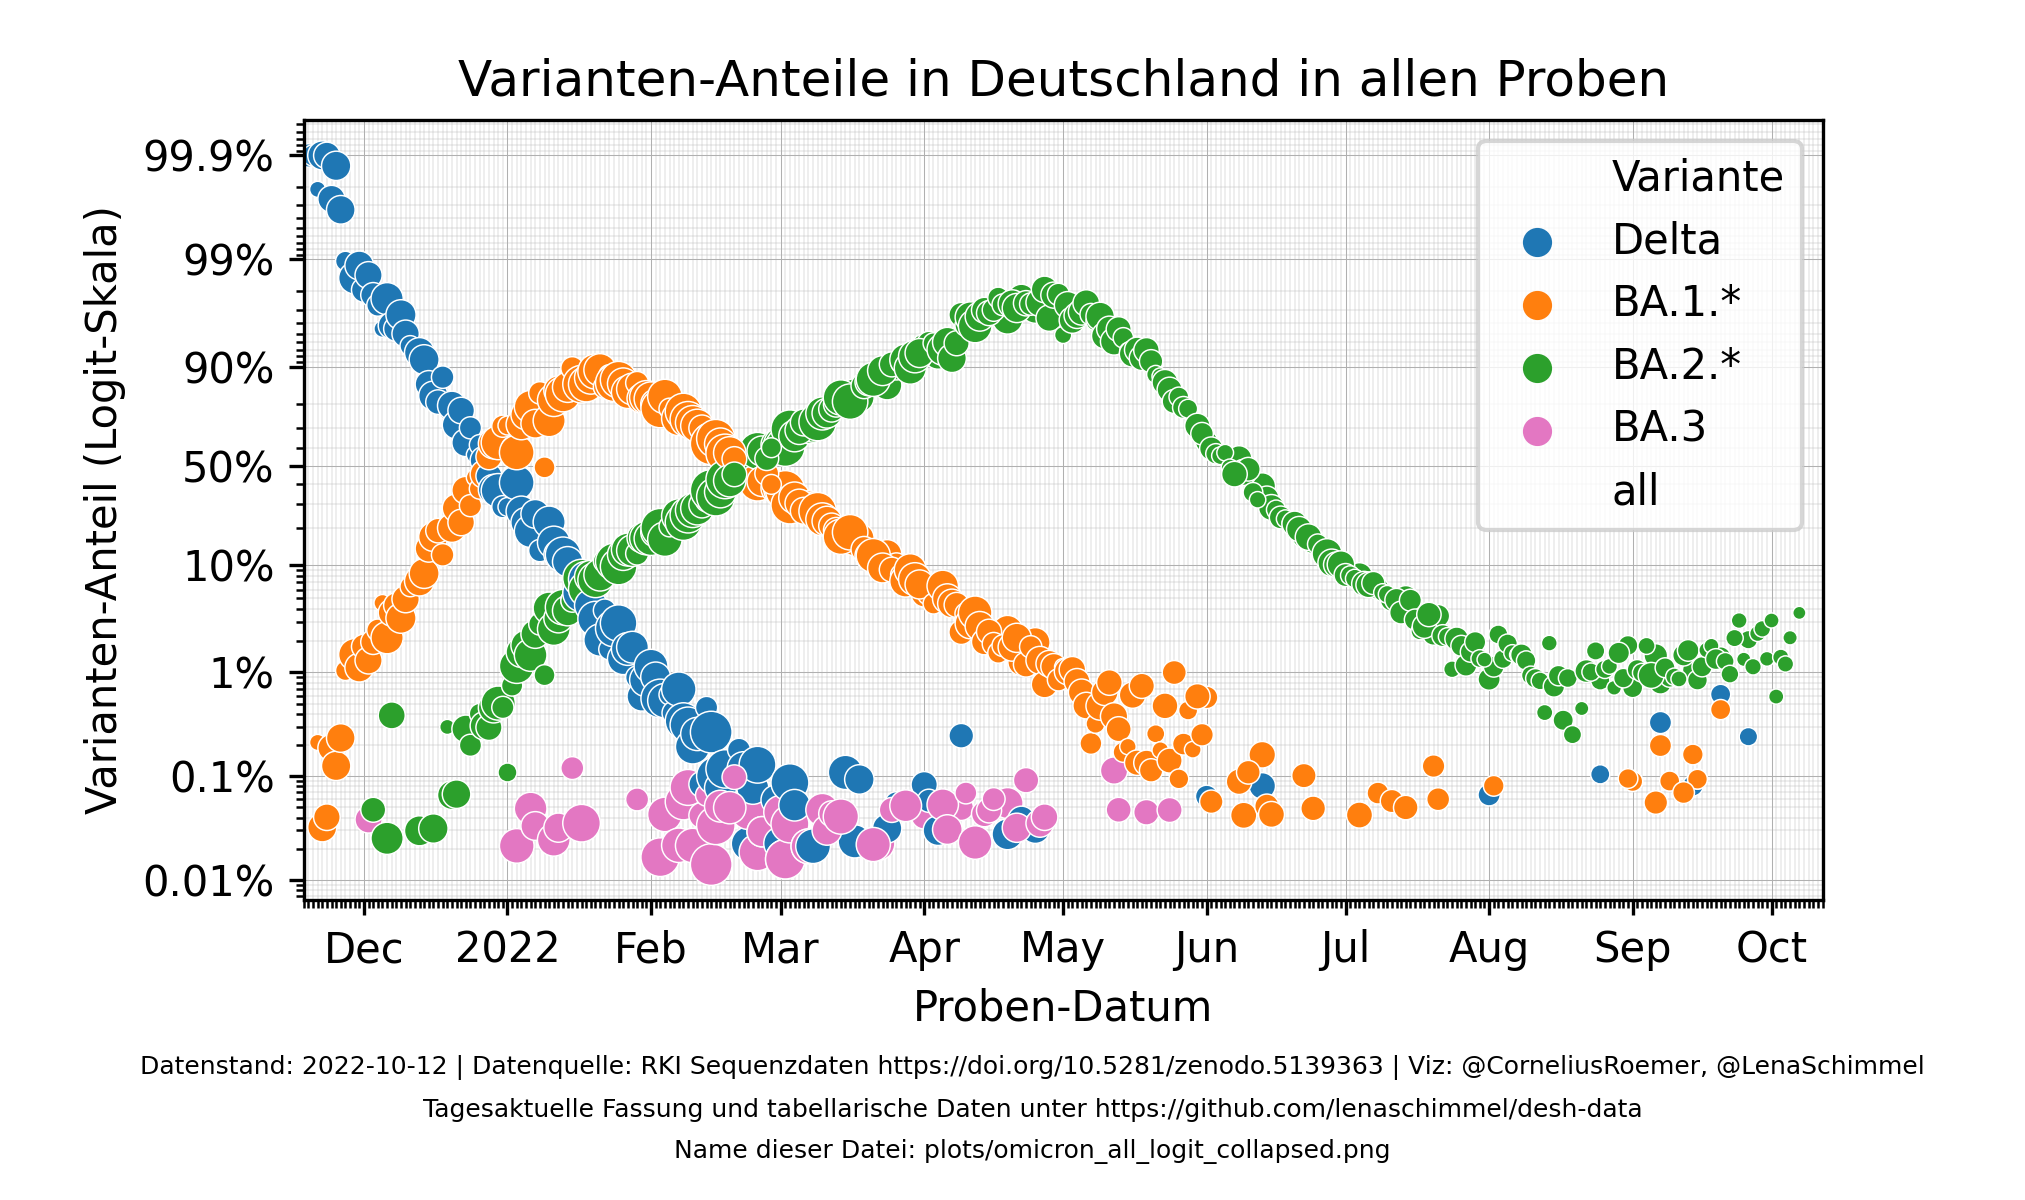 Varianten-Anteile in Deutschland in allen Proben
Varianten-Anteil (Logit-Skala)
99.9%
99%
90%
50%
10%
1%
0.1%
0.01%
Variante
Delta
BA.1.*
BA.2.*
BA.3
all
Dec 2022 Feb Mar Apr May Jun Jul Aug Sep Oct
Proben-Datum
Datenstand: 2022-10-12 | Datenquelle: RKI Sequenzdaten https://doi.org/10.5281/zenodo.5139363 | Viz: @CorneliusRoemer, @LenaSchimmel
Tagesaktuelle Fassung und tabellarische Daten unter https://github.com/lenaschimmel/desh-data
Name dieser Datei: plots/omicron_all_logit_collapsed.png